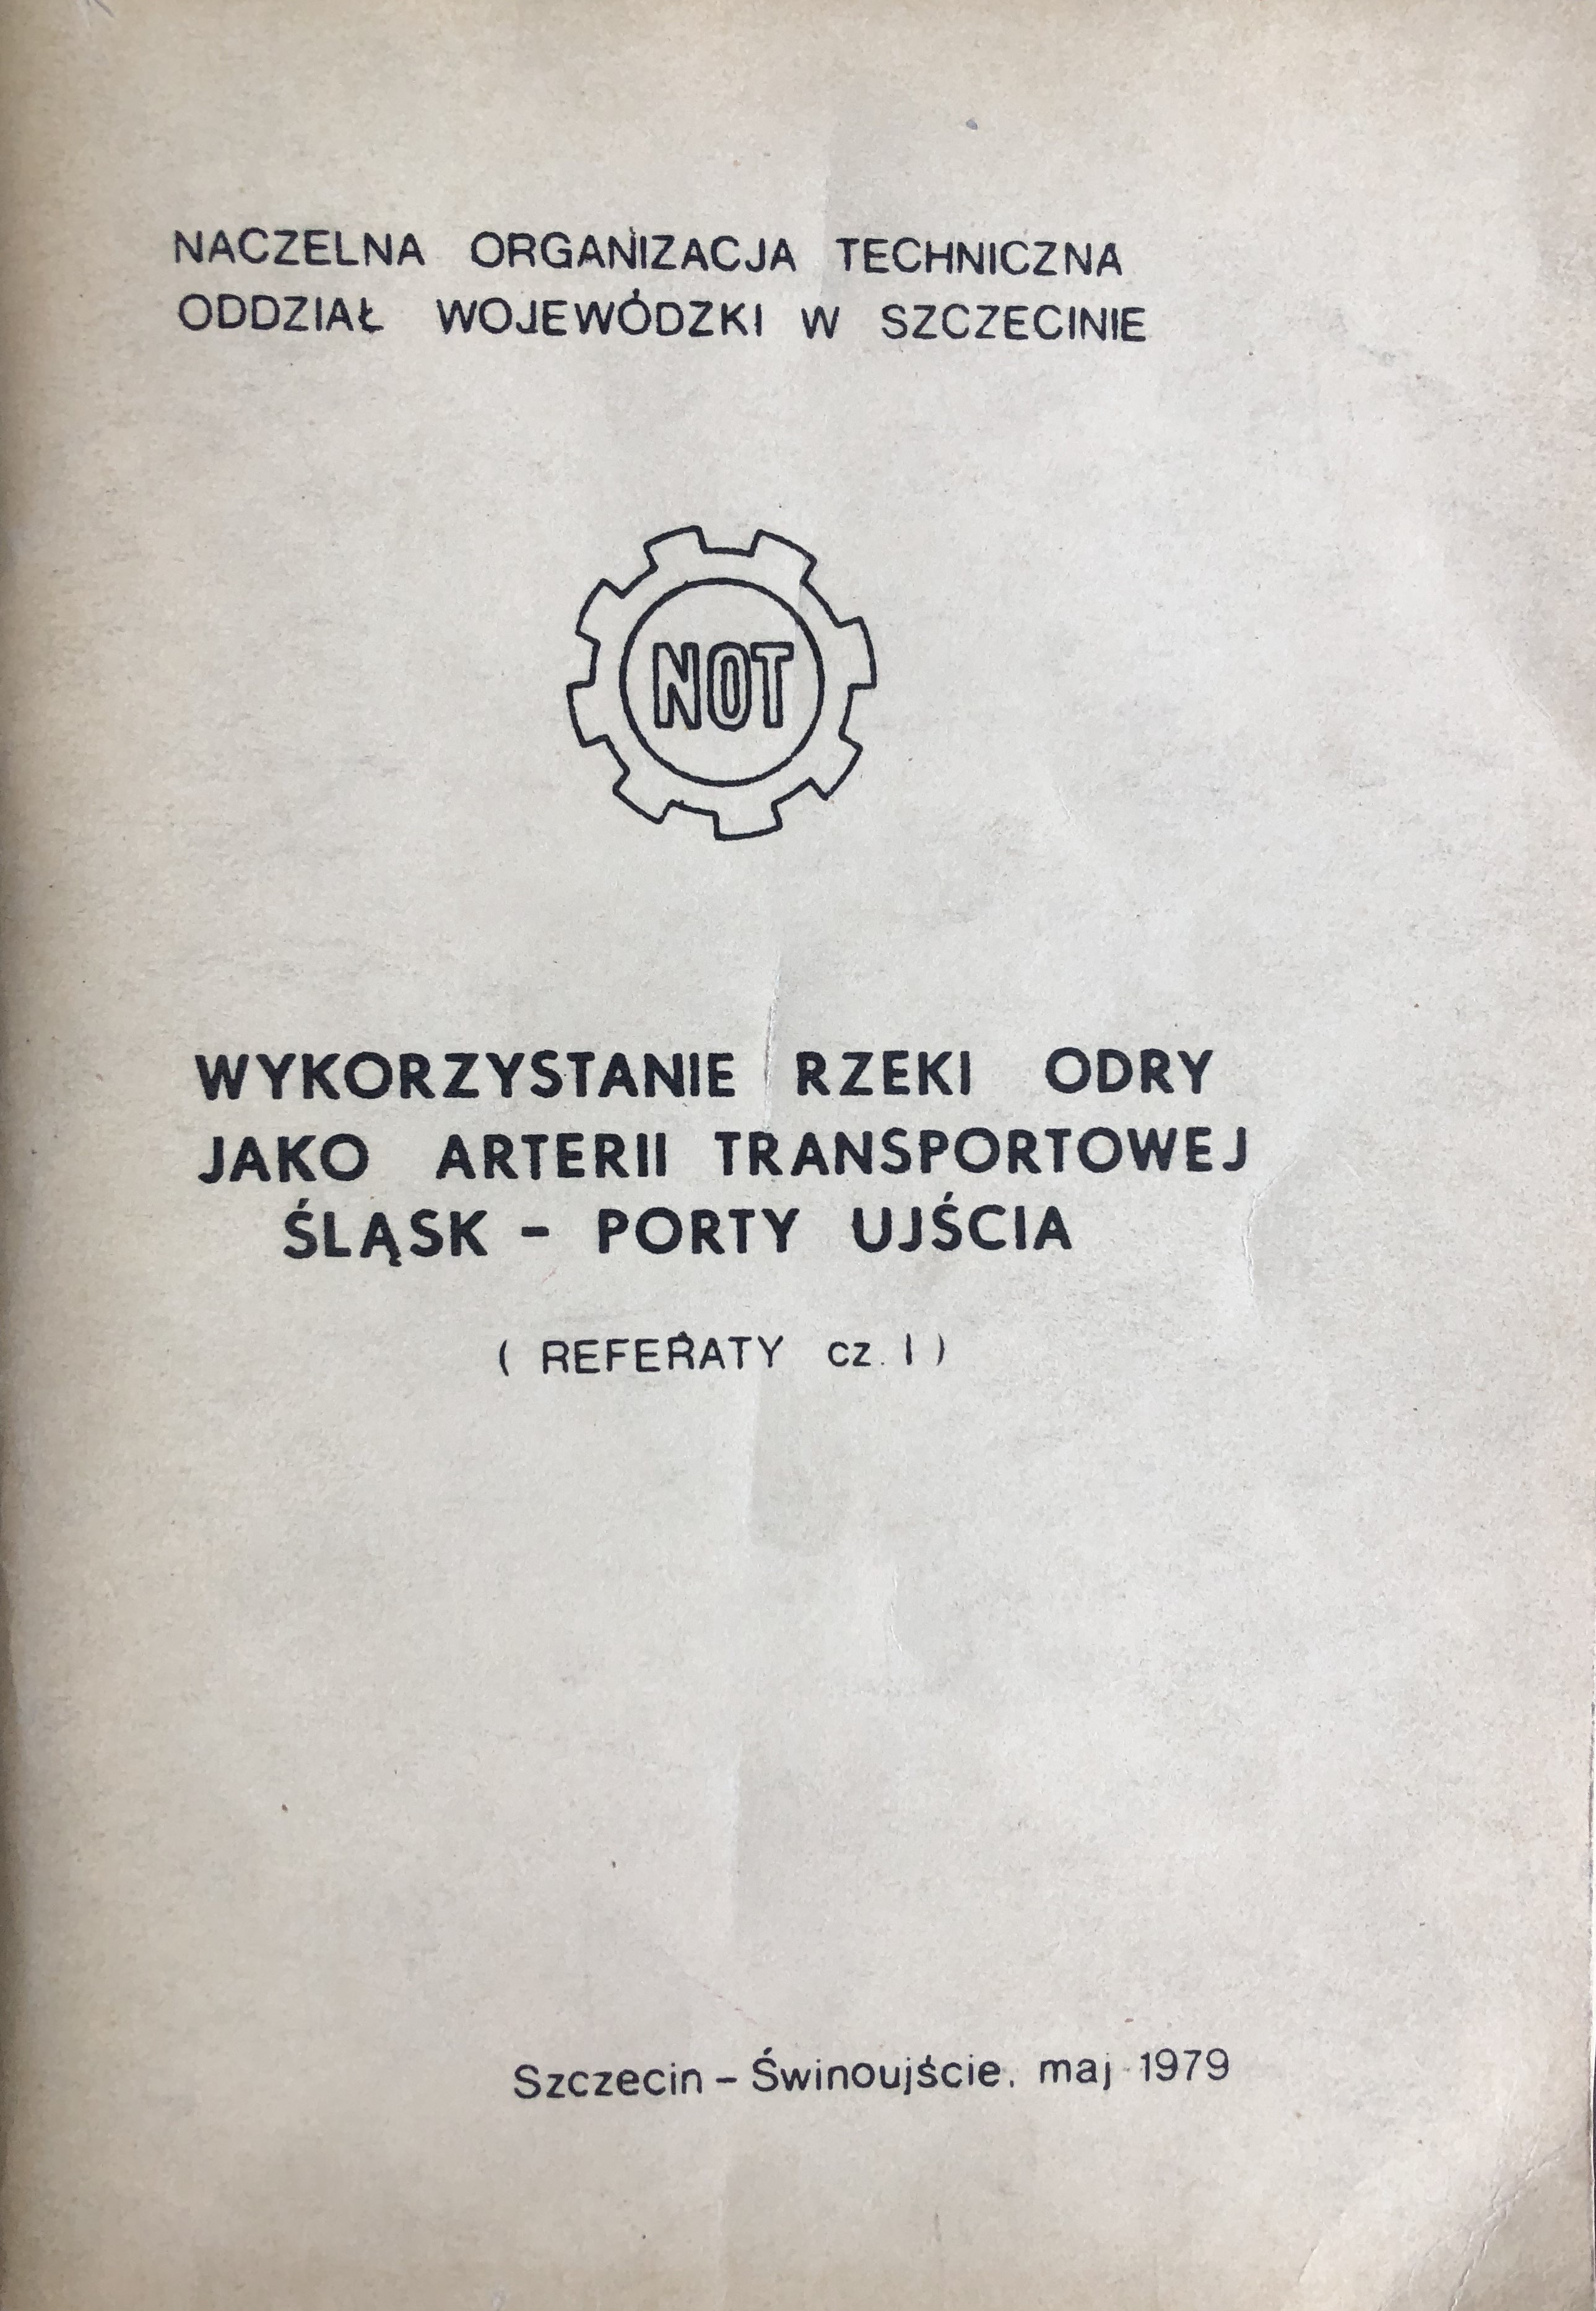 NACZELNA ORGANIZACJA TECHNICZNA
ODDZIAŁ WOJEWÓDZKI W SZCZECINIE
NOT
WYKORZYSTANIE RZEKI ODRY
JAKO ARTERII TRANSPORTOWEJ
ŚLĄSK - PORTY UJŚCIA
( REFERATY cz. I )
Szczecin - Świnoujście, maj 1979